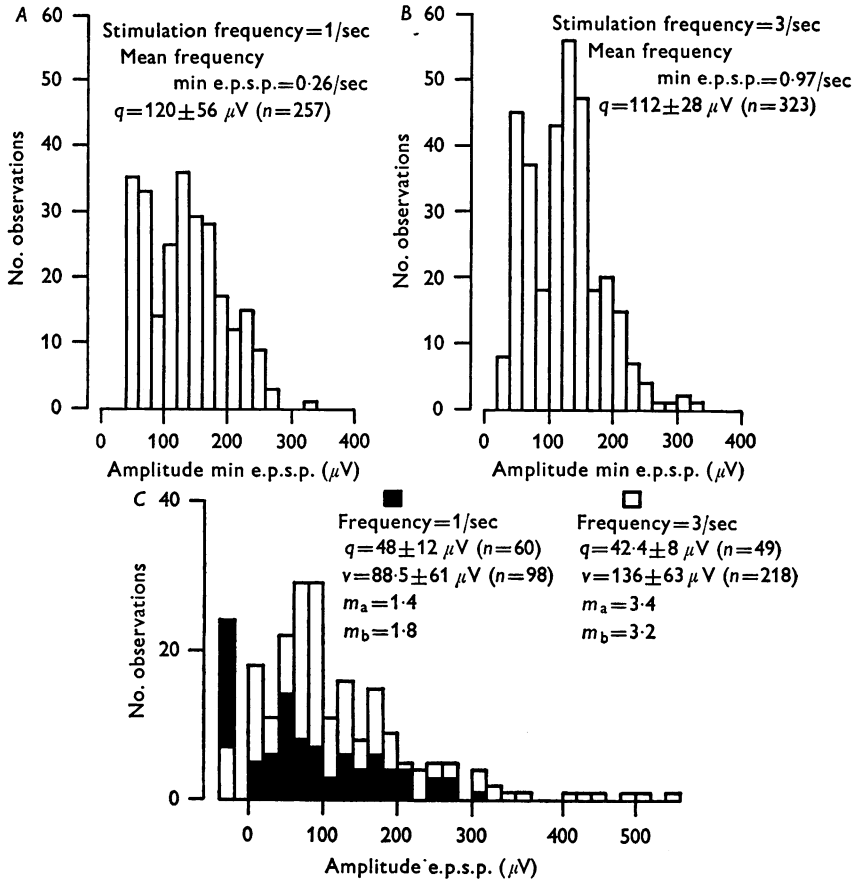 A
Stimulation frequency=1/sec
Mean frequency
min e.p.s.p.=0·26/sec
q=120±56 μV (n=257)
60
50
40
30
20
10
0
No. observations
0 100 200 300 400
Amplitude min e.p.s.p. (μV)
B
Stimulation frequency=3/sec
Mean frequency
min e.p.s.p.=0·97/sec
q=112±28 μV (n=323)
60
50
40
30
20
10
0
No. observations
0 100 200 300 400
Amplitude min e.p.s.p. (μV)
C
Frequency=1/sec
q=48±12 μV (n=60)
v=88·5±61 μV (n=98)
ma=1·4
mb=1·8
Frequency=3/sec
q=42·4±8 μV (n=49)
v=136±63 μV (n=218)
ma=3·4
mb=3·2
40
20
0
No. observations
0 100 200 300 400 500
Amplitude e.p.s.p. (μV)